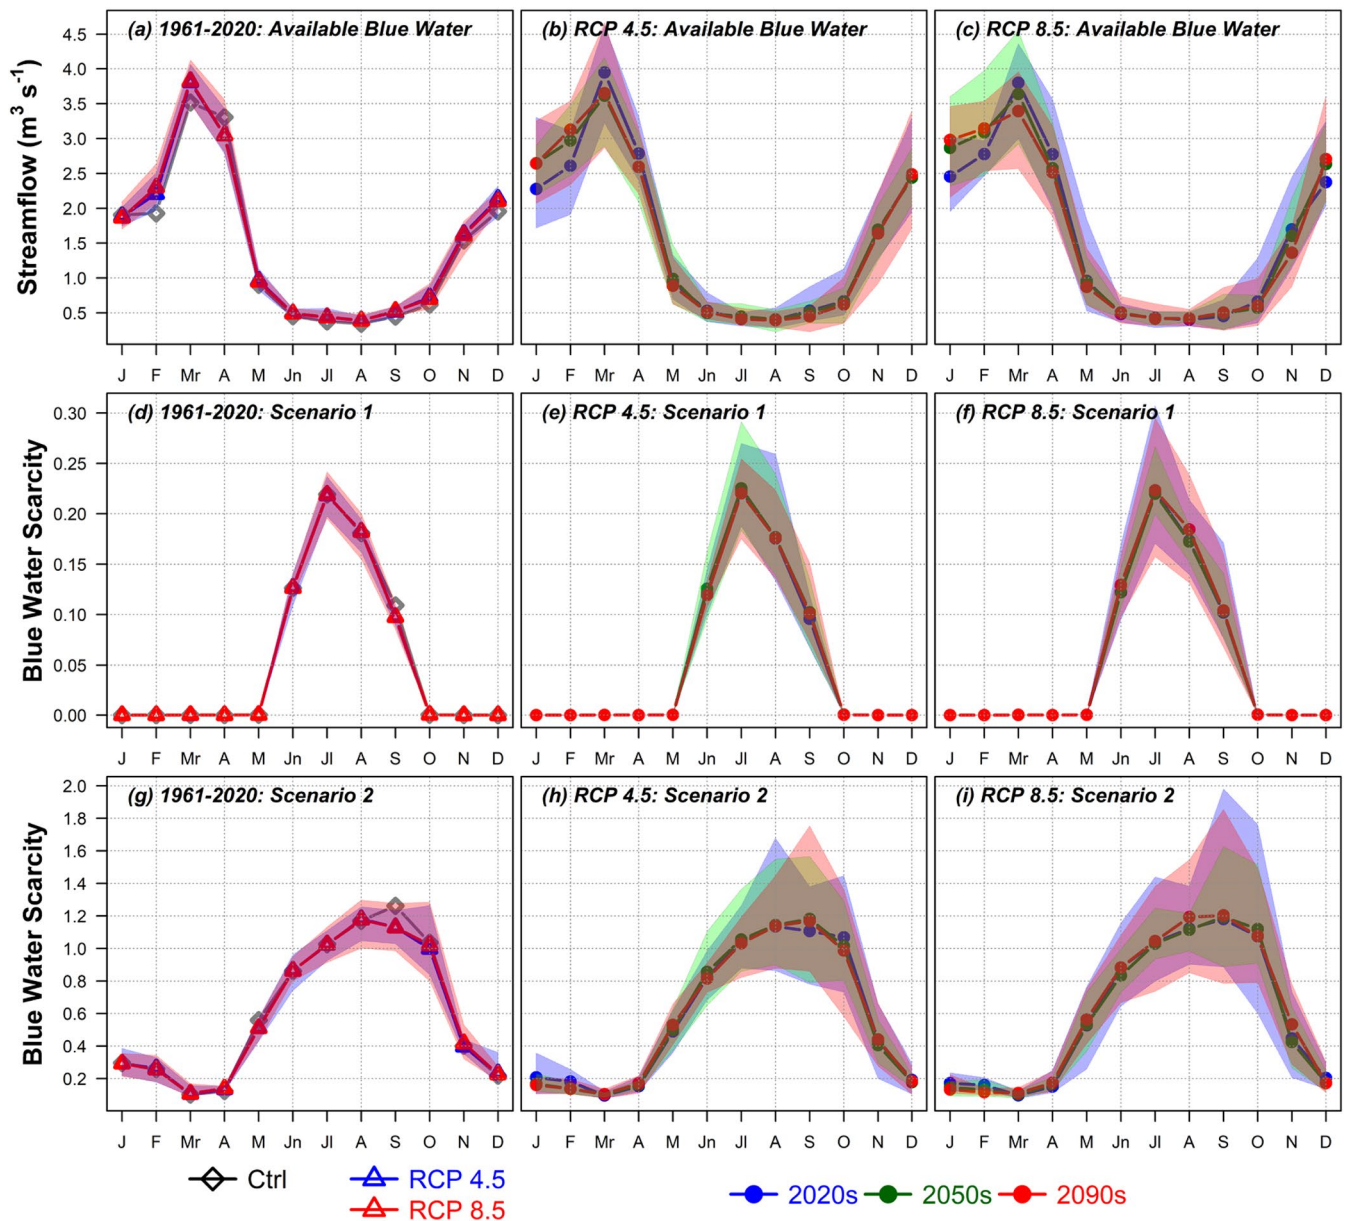 (a) 1961-2020: Available Blue Water
(b) RCP 4.5: Available Blue Water
(c) RCP 8.5: Available Blue Water
Streamflow (m³ s⁻¹)
4.5
4.0
3.5
3.0
2.5
2.0
1.5
1.0
0.5
J F Mr A M Jn Jl A S O N D
J F Mr A M Jn Jl A S O N D
J F Mr A M Jn Jl A S O N D
(d) 1961-2020: Scenario 1
(e) RCP 4.5: Scenario 1
(f) RCP 8.5: Scenario 1
Blue Water Scarcity
0.30
0.25
0.20
0.15
0.10
0.05
0.00
J F Mr A M Jn Jl A S O N D
J F Mr A M Jn Jl A S O N D
J F Mr A M Jn Jl A S O N D
(g) 1961-2020: Scenario 2
(h) RCP 4.5: Scenario 2
(i) RCP 8.5: Scenario 2
Blue Water Scarcity
2.0
1.8
1.6
1.4
1.2
1.0
0.8
0.6
0.4
0.2
J F Mr A M Jn Jl A S O N D
J F Mr A M Jn Jl A S O N D
J F Mr A M Jn Jl A S O N D
Ctrl
RCP 4.5
RCP 8.5
2020s
2050s
2090s